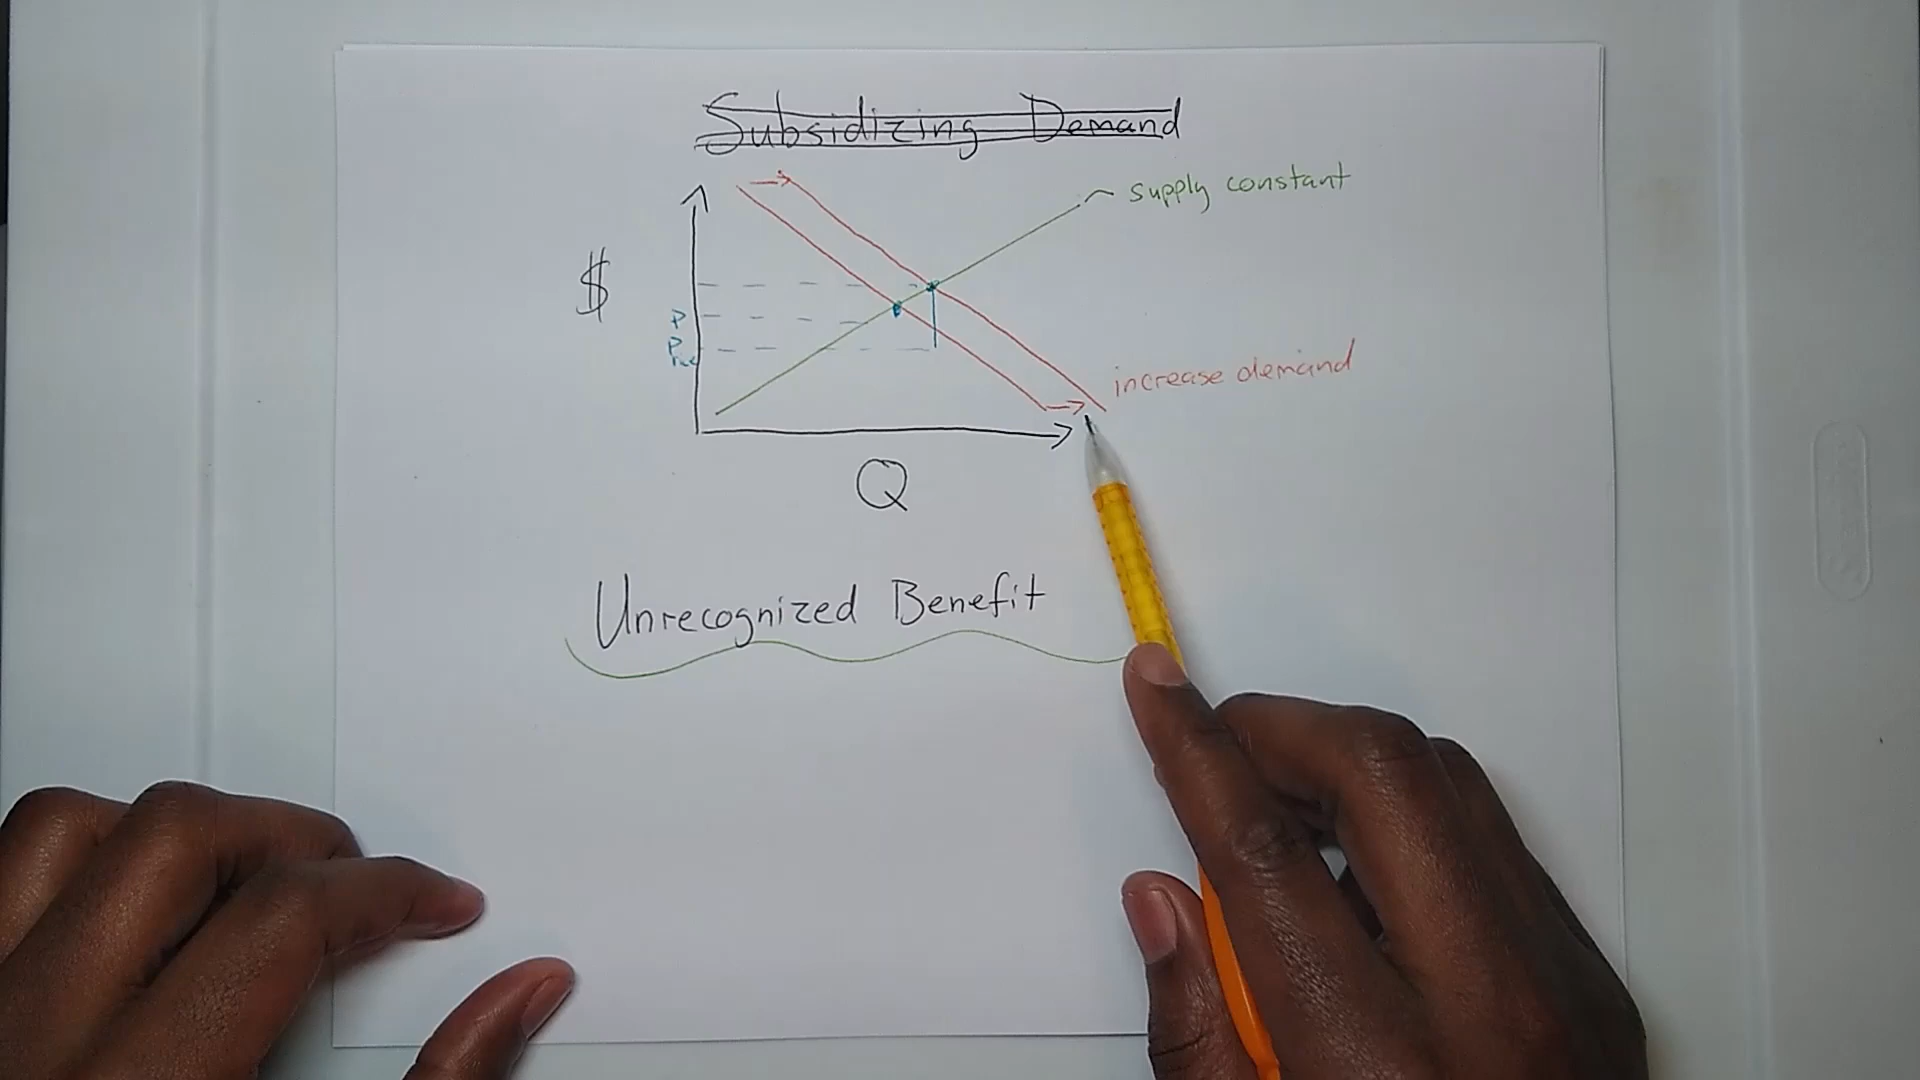 Subsidizing Demand
supply constant
$
P
increase demand
Q
Unrecognized Benefit